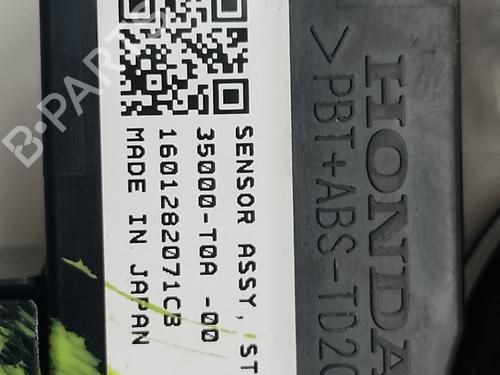 HONDA
>PBT+ABS-TD20
SENSOR ASSY, ST
35000-T0A -00
1601282071CB
MADE IN JAPAN
B-PARTS